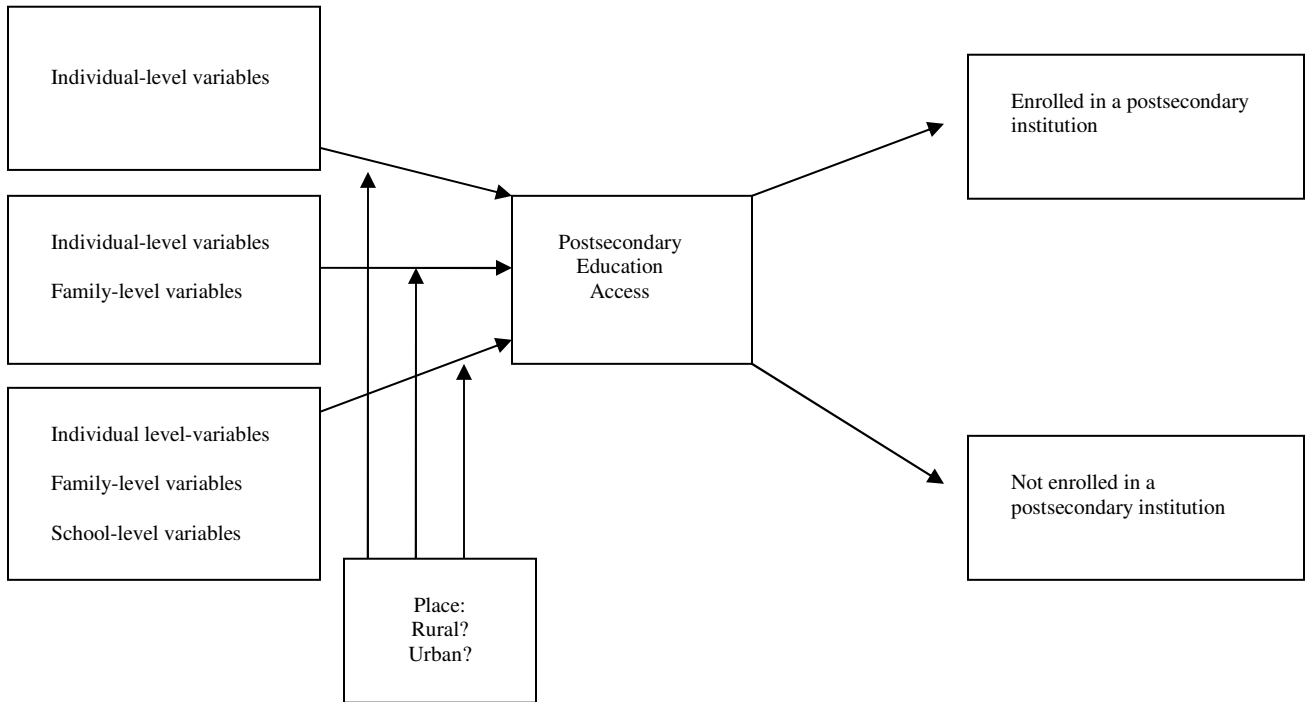 Individual-level variables
Enrolled in a postsecondary
institution
Individual-level variables
Family-level variables
Postsecondary
Education
Access
Individual level-variables
Family-level variables
School-level variables
Not enrolled in a
postsecondary institution
Place:
Rural?
Urban?